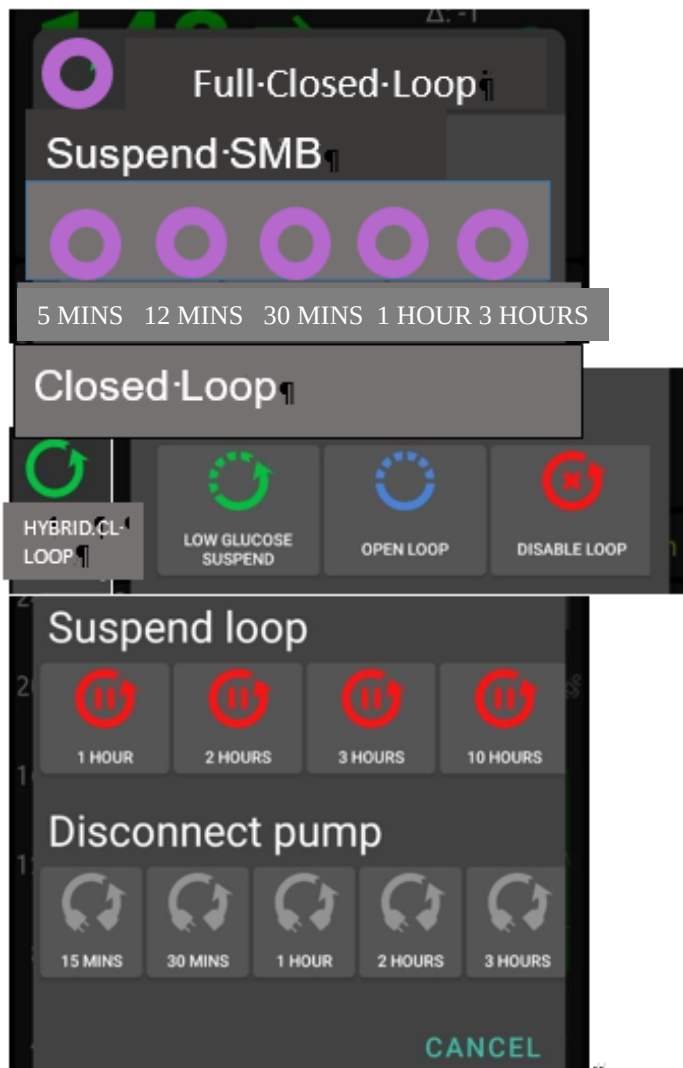 Δ: -1
Full·Closed·Loop¶
Suspend·SMB¶
5 MINS 12 MINS 30 MINS 1 HOUR 3 HOURS
Closed·Loop¶
HYBRID.CL-
LOOP¶
LOW GLUCOSE
SUSPEND
OPEN LOOP
DISABLE LOOP
Suspend loop
1 HOUR 2 HOURS 3 HOURS 10 HOURS
Disconnect pump
15 MINS 30 MINS 1 HOUR 2 HOURS 3 HOURS
CANCEL